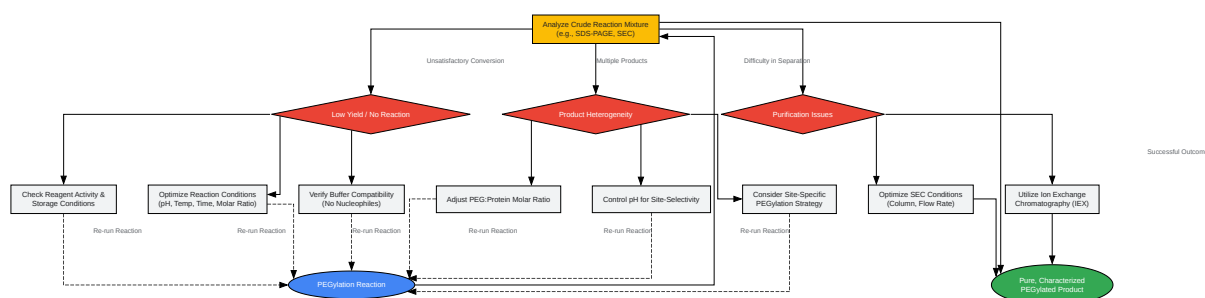 Analyze Crude Reaction Mixture
(e.g., SDS-PAGE, SEC)
Unsatisfactory Conversion
Multiple Products
Difficulty in Separation
Low Yield / No Reaction
Product Heterogeneity
Purification Issues
Successful Outcom
Check Reagent Activity &
Storage Conditions
Optimize Reaction Conditions
(pH, Temp, Time, Molar Ratio)
Verify Buffer Compatibility
(No Nucleophiles)
Adjust PEG:Protein Molar Ratio
Control pH for Site-Selectivity
Consider Site-Specific
PEGylation Strategy
Optimize SEC Conditions
(Column, Flow Rate)
Utilize Ion Exchange
Chromatography (IEX)
Re-run Reaction
Re-run Reaction
Re-run Reaction
Re-run Reaction
Re-run Reaction
Re-run Reaction
PEGylation Reaction
Pure, Characterized
PEGylated Product